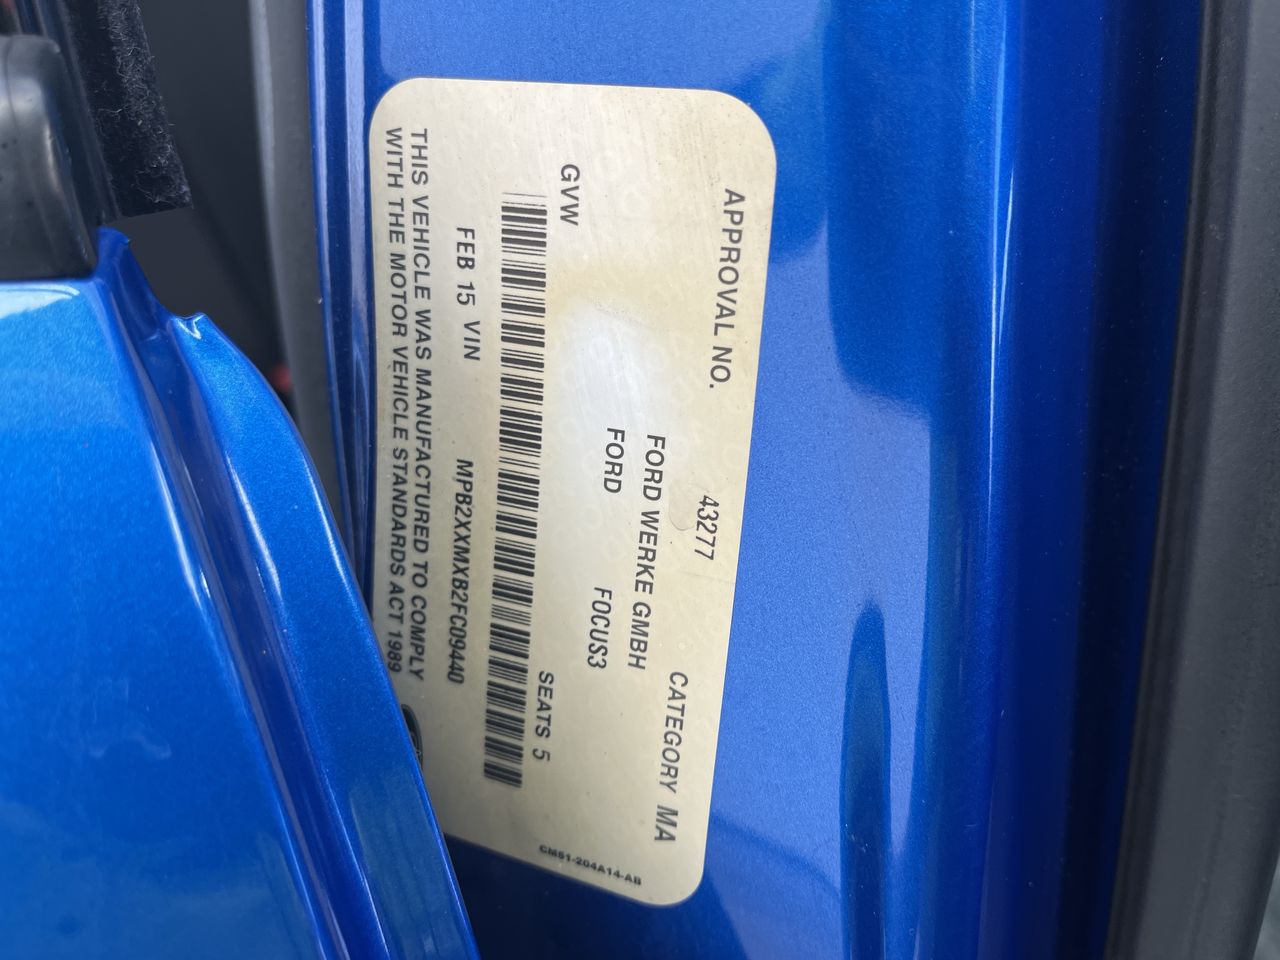 APPROVAL NO. 43277 CATEGORY MA
FORD WERKE GMBH
FORD FOCUS3
GVW SEATS 5
FEB 15 VIN MPB2XXMXB2FC09440
THIS VEHICLE WAS MANUFACTURED TO COMPLY
WITH THE MOTOR VEHICLE STANDARDS ACT 1989
CM51-204A14-AB